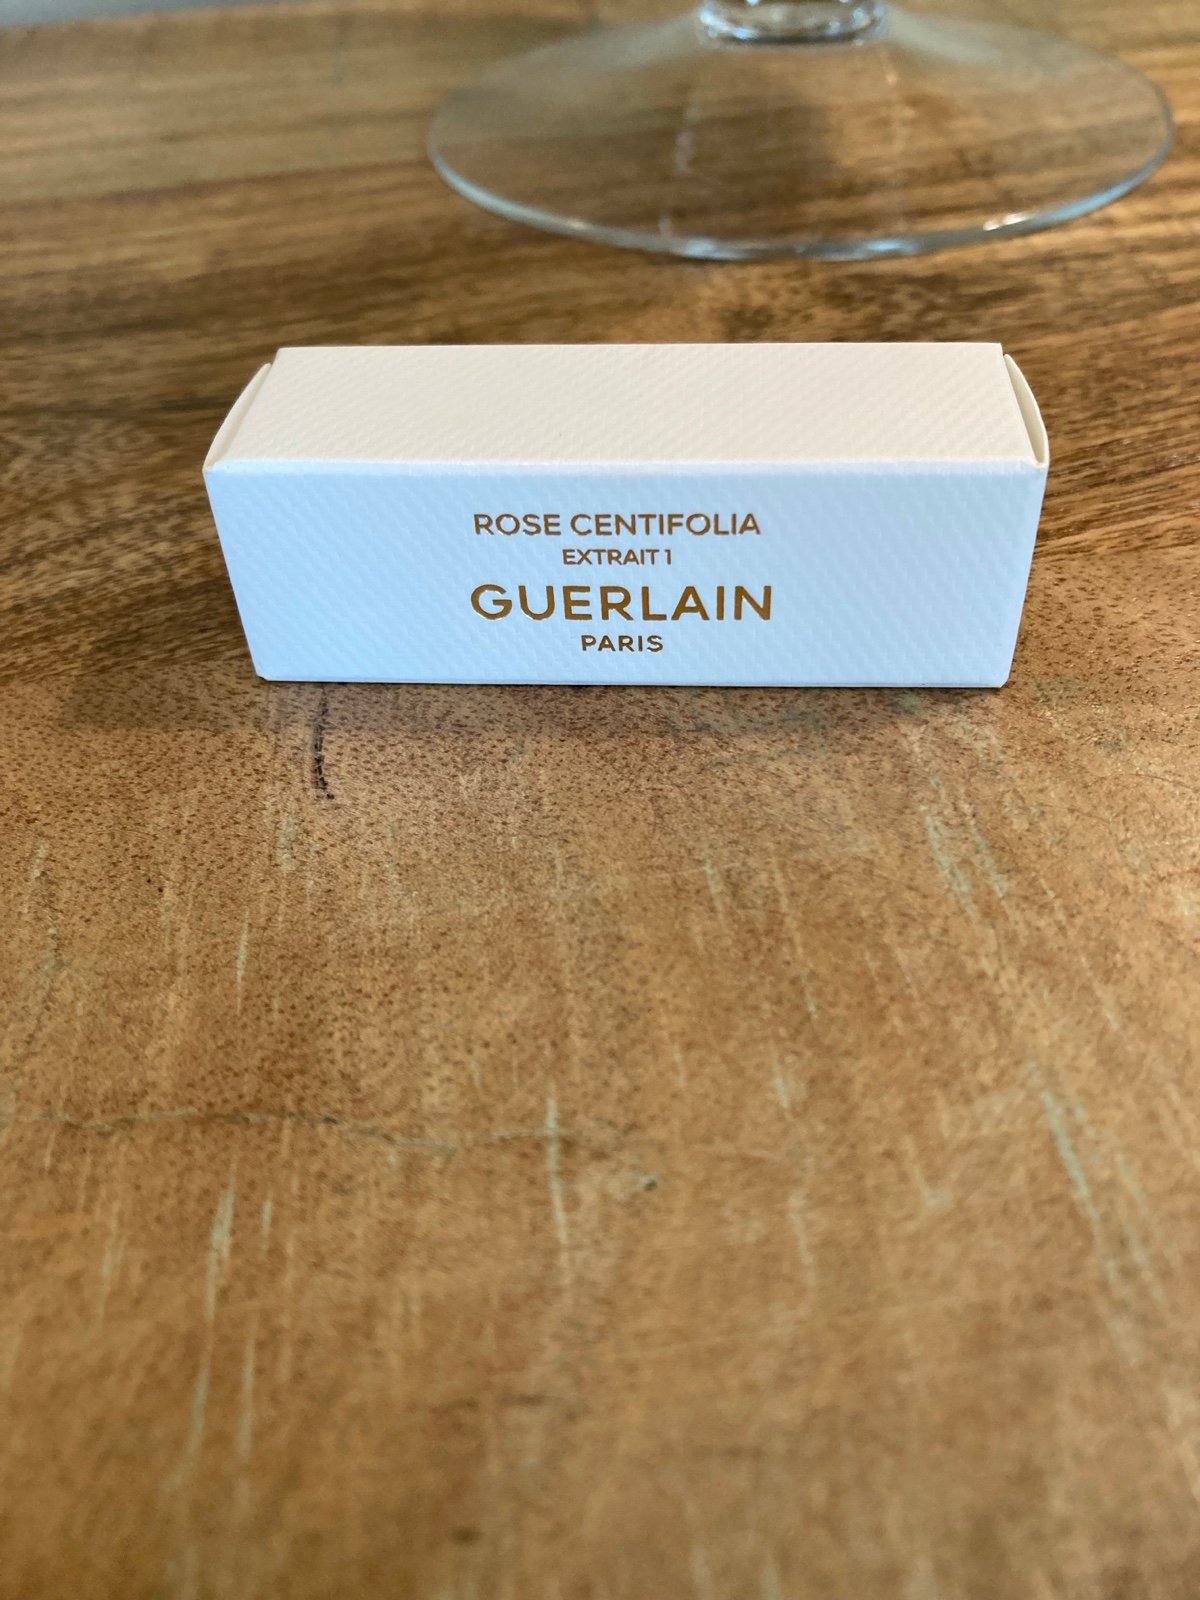 ROSE CENTIFOLIA
EXTRAIT 1
GUERLAIN
PARIS